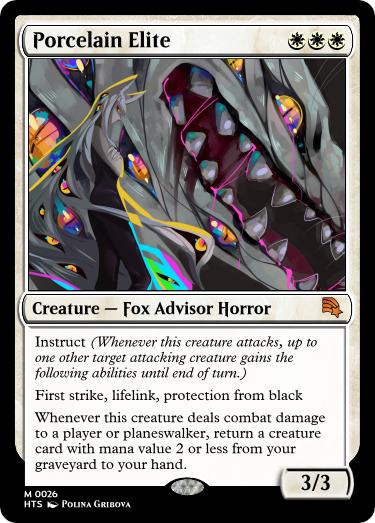 Porcelain Elite
Creature — Fox Advisor Horror
Instruct (Whenever this creature attacks, up to
one other target attacking creature gains the
following abilities until end of turn.)
First strike, lifelink, protection from black
Whenever this creature deals combat damage
to a player or planeswalker, return a creature
card with mana value 2 or less from your
graveyard to your hand.
3/3
M 0026
HTS Polina Gribova